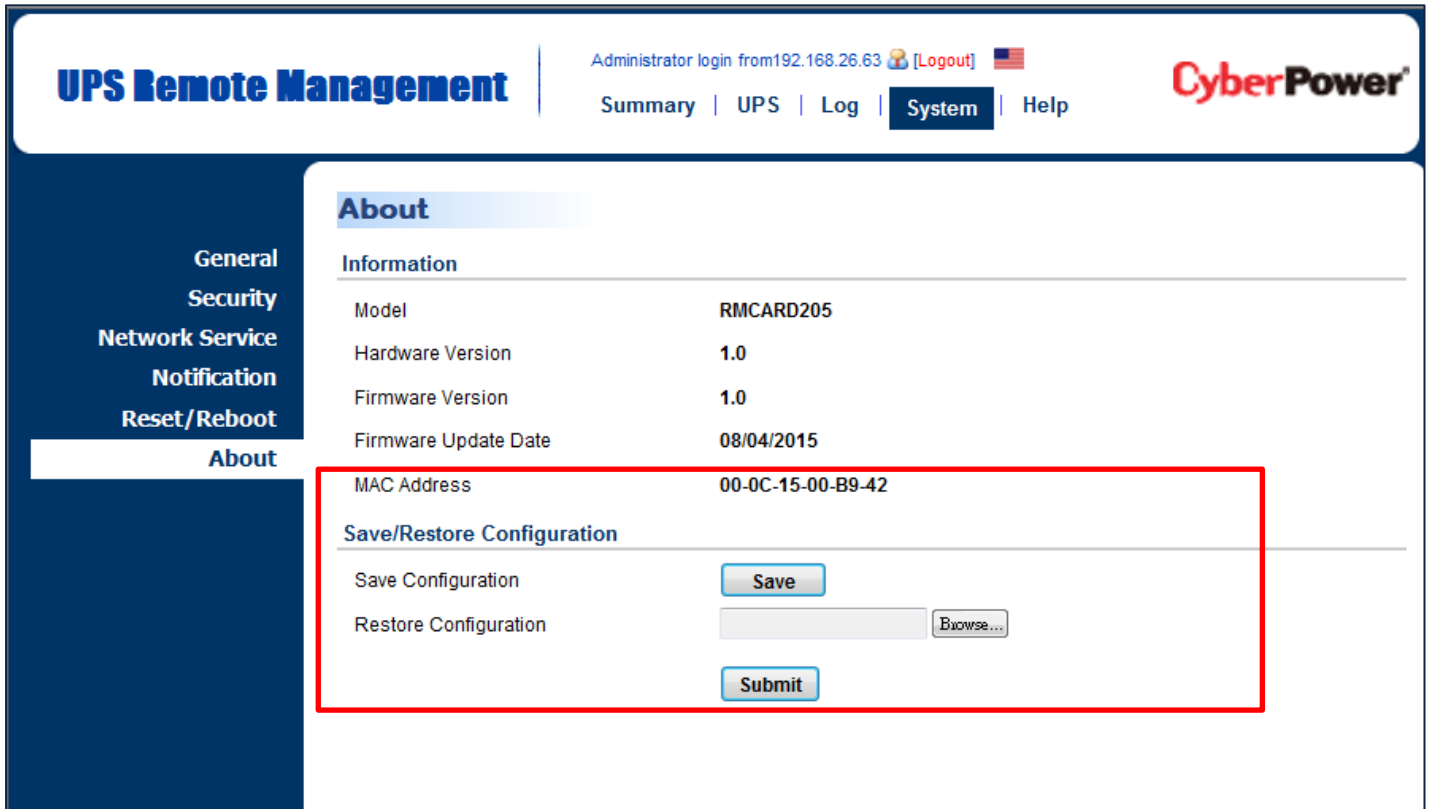 UPS Remote Management
Administrator login from192.168.26.63 [Logout]
Summary | UPS | Log | System | Help
CyberPower
General
Security
Network Service
Notification
Reset/Reboot
About
About
Information
Model RMCARD205
Hardware Version 1.0
Firmware Version 1.0
Firmware Update Date 08/04/2015
MAC Address 00-0C-15-00-B9-42
Save/Restore Configuration
Save Configuration Save
Restore Configuration Browse...
Submit